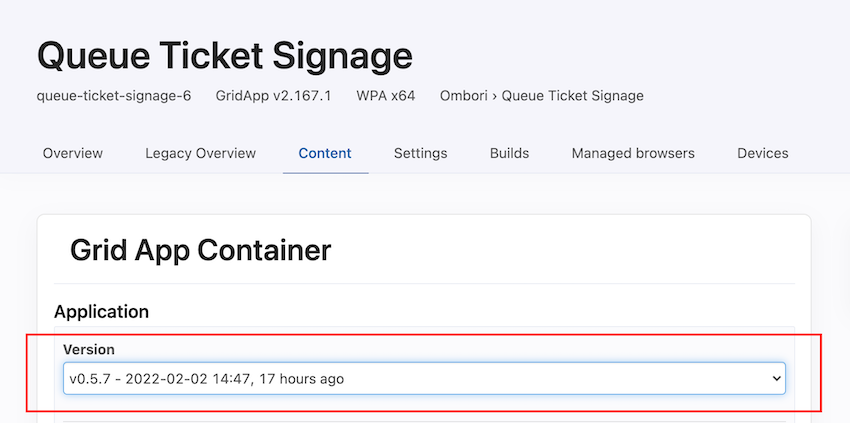 Queue Ticket Signage
queue-ticket-signage-6 GridApp v2.167.1 WPA x64 Ombori › Queue Ticket Signage
Overview Legacy Overview Content Settings Builds Managed browsers Devices
Grid App Container
Application
Version
v0.5.7 - 2022-02-02 14:47, 17 hours ago